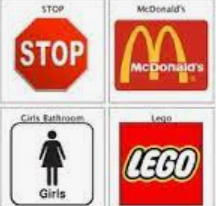 STOP
McDonald's
STOP
McDonald's
Girls Bathroom
Lego
Girls
LEGO